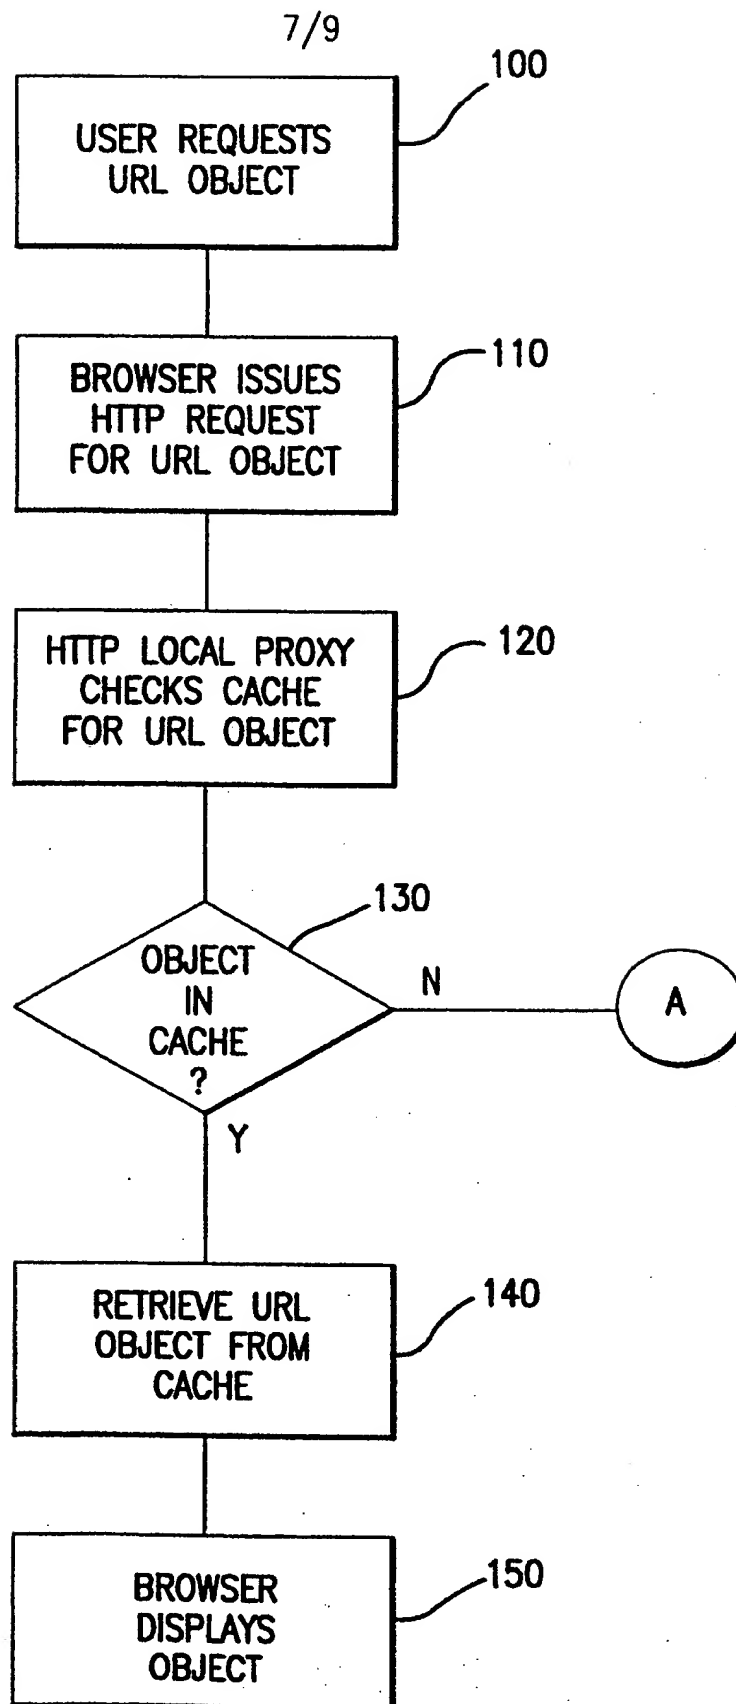 7/9
100
USER REQUESTS
URL OBJECT
110
BROWSER ISSUES
HTTP REQUEST
FOR URL OBJECT
120
HTTP LOCAL PROXY
CHECKS CACHE
FOR URL OBJECT
130
OBJECT
IN
CACHE
?
N
A
Y
140
RETRIEVE URL
OBJECT FROM
CACHE
150
BROWSER
DISPLAYS
OBJECT